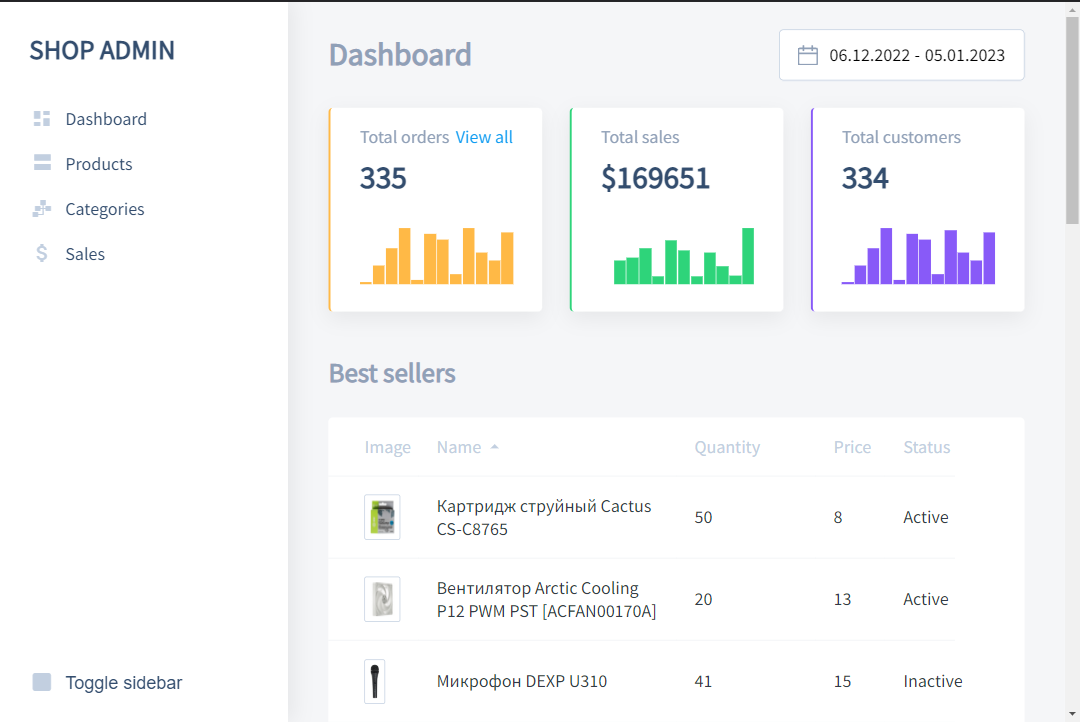 SHOP ADMIN
Dashboard
Products
Categories
Sales
Toggle sidebar
Dashboard
06.12.2022 - 05.01.2023
Total orders View all
335
Total sales
$169651
Total customers
334
Best sellers
Image Name Quantity Price Status
Картридж струйный Cactus
CS-C8765
50 8 Active
Вентилятор Arctic Cooling
P12 PWM PST [ACFAN00170A]
20 13 Active
Микрофон DEXP U310 41 15 Inactive